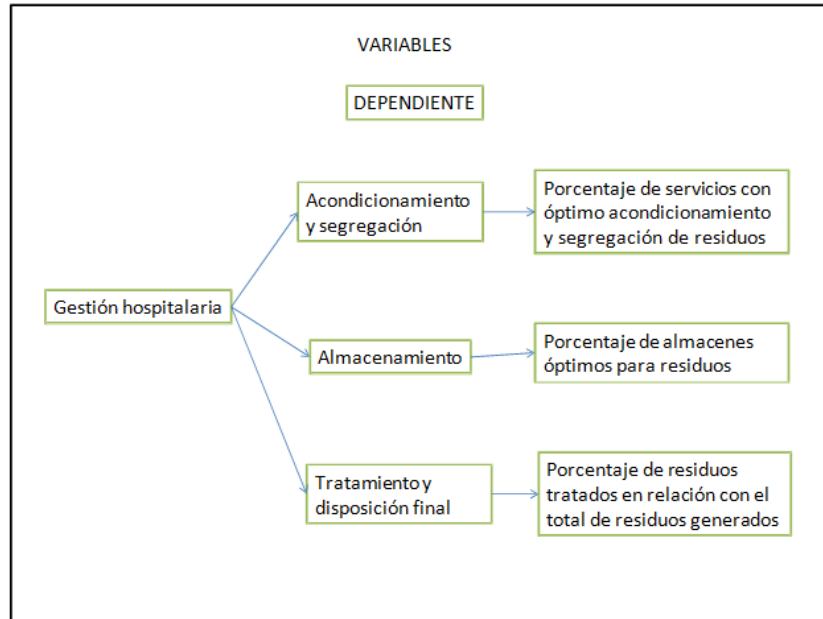 VARIABLES
DEPENDIENTE
Gestión hospitalaria
Acondicionamiento
y segregación
Porcentaje de servicios con
óptimo acondicionamiento
y segregación de residuos
Almacenamiento
Porcentaje de almacenes
óptimos para residuos
Tratamiento y
disposición final
Porcentaje de residuos
tratados en relación con el
total de residuos generados